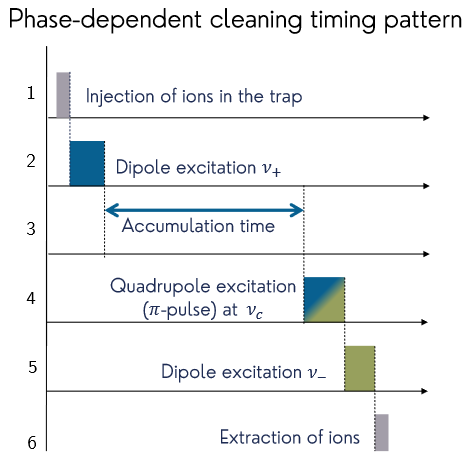 Phase-dependent cleaning timing pattern
1
Injection of ions in the trap
2
Dipole excitation ν₊
3
Accumulation time
4
Quadrupole excitation
(π-pulse) at ν_c
5
Dipole excitation ν₋
6
Extraction of ions